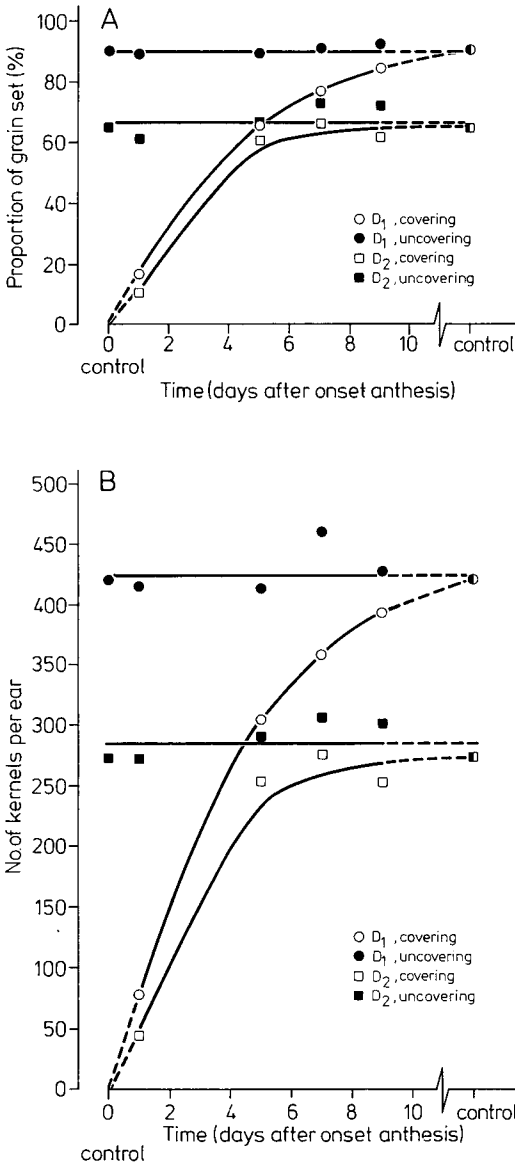 A
Proportion of grain set (%)
100
80
60
40
20
0
D1, covering
D1, uncovering
D2, covering
D2, uncovering
0 2 4 6 8 10 control
control
Time (days after onset anthesis)
B
No. of kernels per ear
500
450
400
350
300
250
200
150
100
50
0
D1, covering
D1, uncovering
D2, covering
D2, uncovering
0 2 4 6 8 10 control
control
Time (days after onset anthesis)